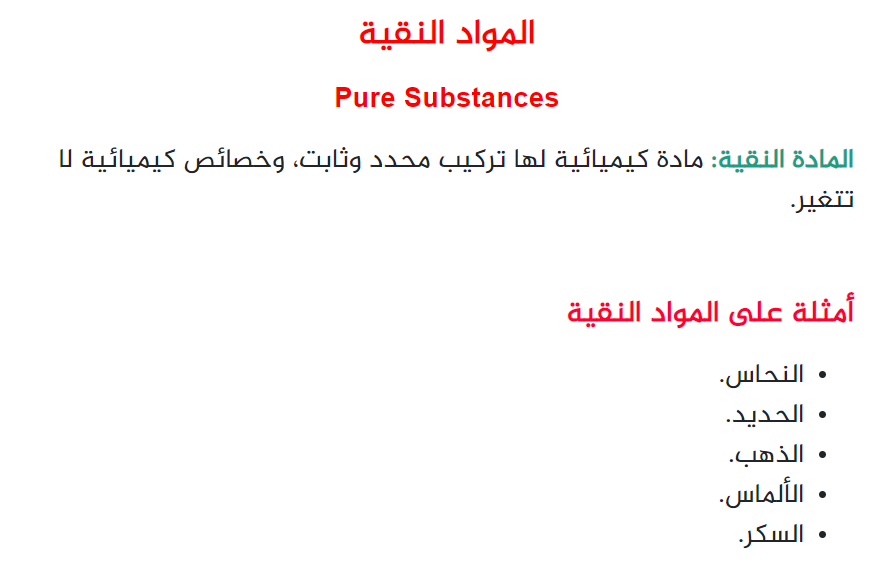 المواد النقية
Pure Substances
المادة النقية: مادة كيميائية لها تركيب محدد وثابت، وخصائص كيميائية لا
تتغير.
أمثلة على المواد النقية
• النحاس.
• الحديد.
• الذهب.
• الألماس.
• السكر.